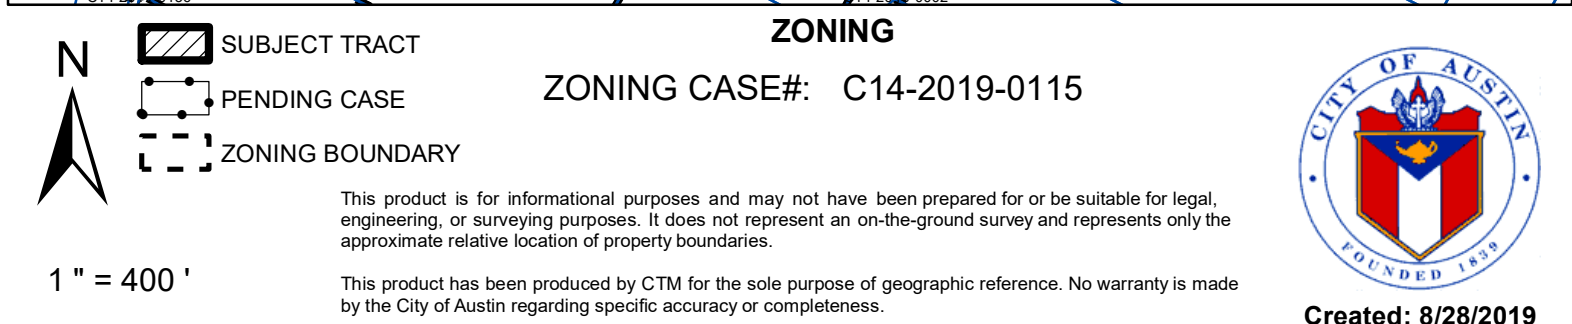 ZONING
N
SUBJECT TRACT
ZONING CASE#: C14-2019-0115
PENDING CASE
ZONING BOUNDARY
This product is for informational purposes and may not have been prepared for or be suitable for legal,
engineering, or surveying purposes. It does not represent an on-the-ground survey and represents only the
approximate relative location of property boundaries.
1 " = 400 '
This product has been produced by CTM for the sole purpose of geographic reference. No warranty is made
by the City of Austin regarding specific accuracy or completeness.
CITY OF AUSTIN
FOUNDED 1839
Created: 8/28/2019